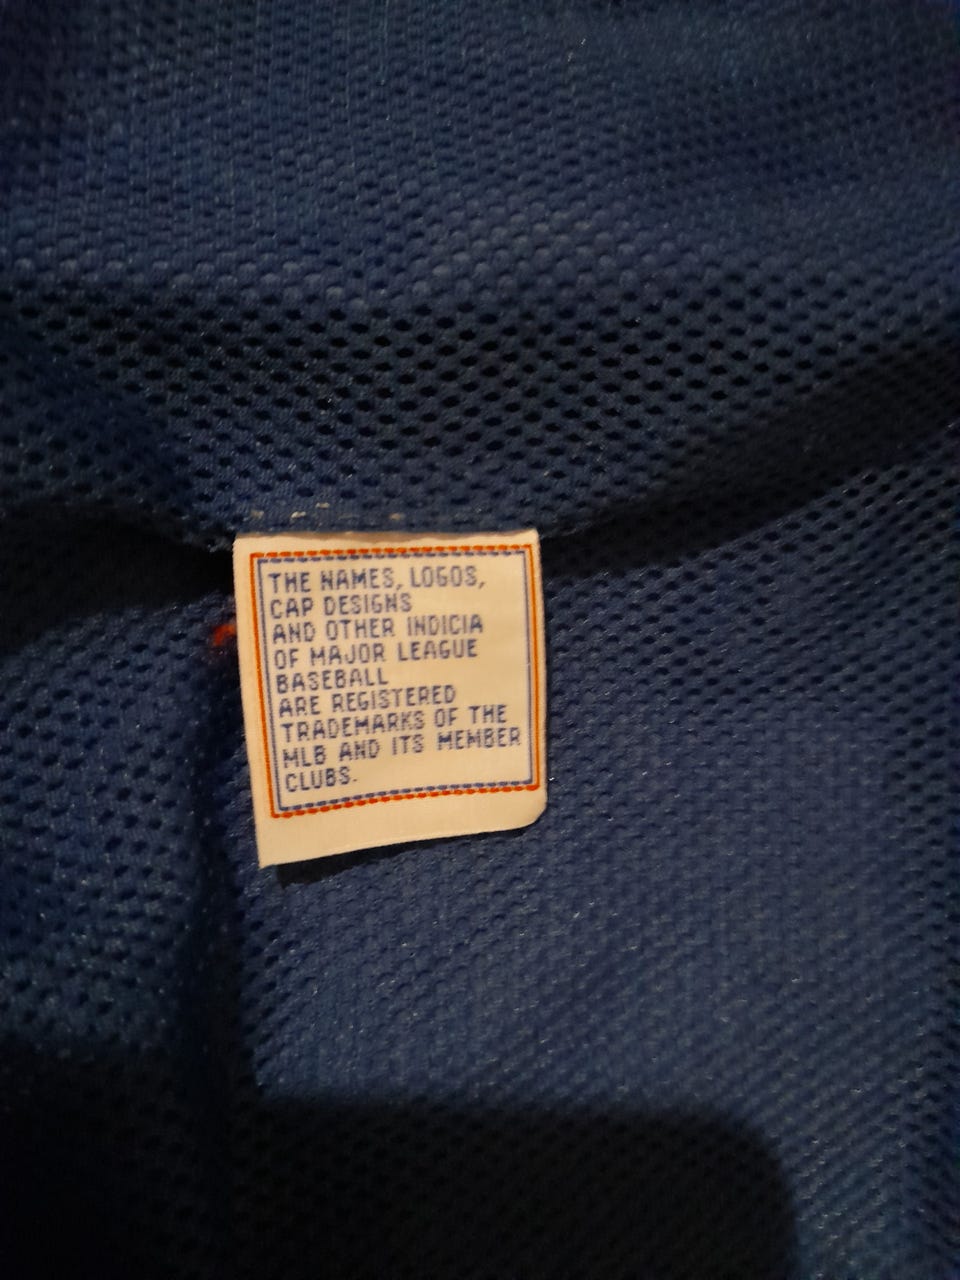 THE NAMES, LOGOS,
CAP DESIGNS
AND OTHER INDICIA
OF MAJOR LEAGUE
BASEBALL
ARE REGISTERED
TRADEMARKS OF THE
MLB AND ITS MEMBER
CLUBS.